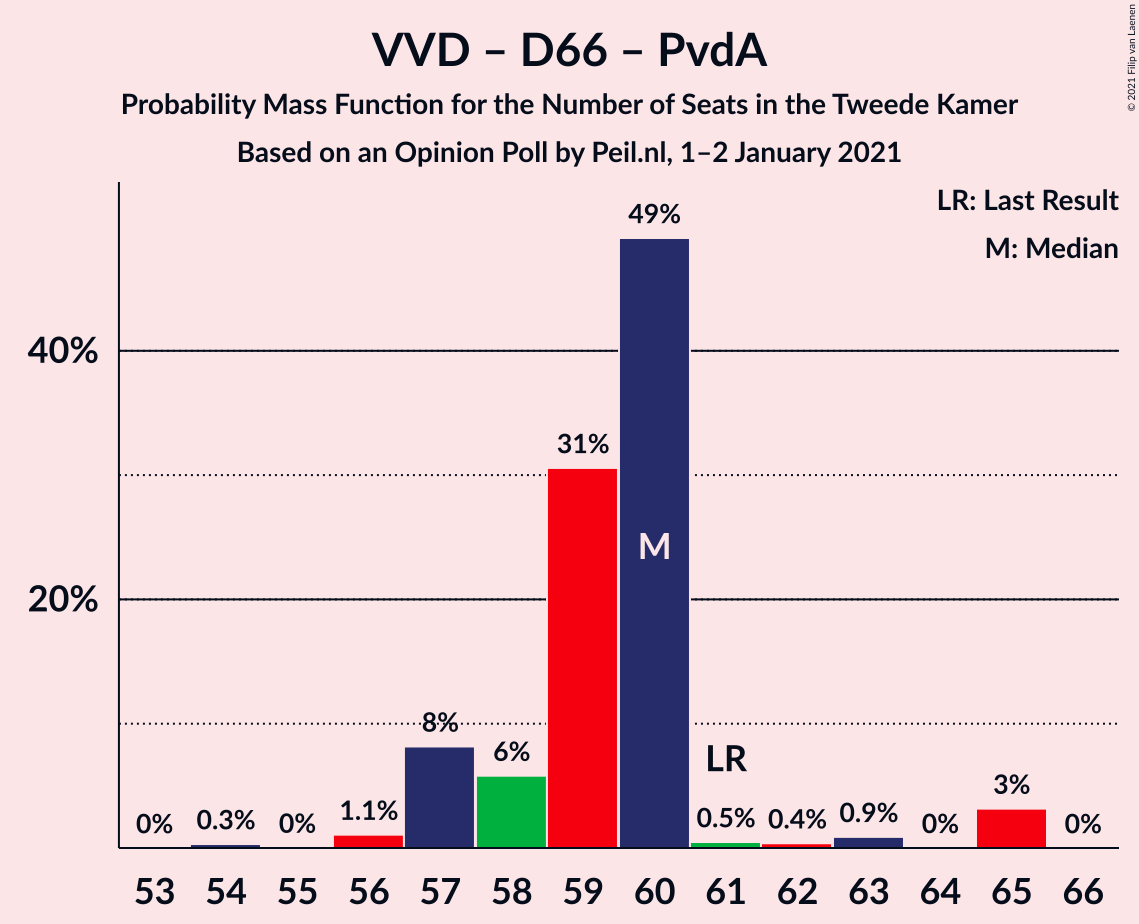 VVD – D66 – PvdA
Probability Mass Function for the Number of Seats in the Tweede Kamer
Based on an Opinion Poll by Peil.nl, 1–2 January 2021
© 2021 Filip van Laenen
LR: Last Result
M: Median
40%
20%
0% 0.3% 0% 1.1% 8% 6% 31% 49% 0.5% 0.4% 0.9% 0% 3% 0%
M
LR
53 54 55 56 57 58 59 60 61 62 63 64 65 66